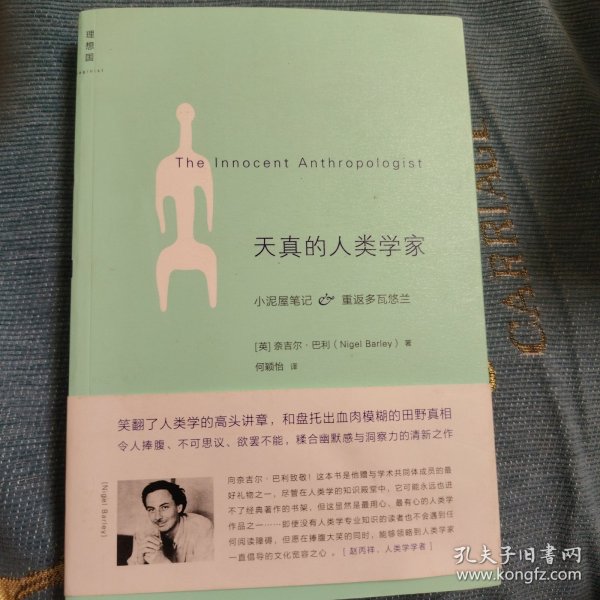 理想国
The Innocent Anthropologist
天真的人类学家
小泥屋笔记 & 重返多瓦悠兰
[英] 奈吉尔·巴利（Nigel Barley） 著
何颖怡 译
CARRIAGE
笑翻了人类学的高头讲章，和盘托出血肉模糊的田野真相
令人捧腹、不可思议、欲罢不能，糅合幽默感与洞察力的清新之作
向奈吉尔·巴利致敬！这本书是他赠与学术共同体成员的最
好礼物之一，尽管在人类学的知识殿堂中，它可能永远也进
不了经典著作的书架，但这显然是最用心、最有心的人类学
作品之一……即使没有人类学专业知识的读者也不会遇到任
何阅读障碍，但愿在捧腹大笑的同时，能够领略到人类学家
一直倡导的文化宽容之心。[ 赵丙祥，人类学学者 ]
(Nigel Barley)
孔夫子旧书网
www.kongfz.com